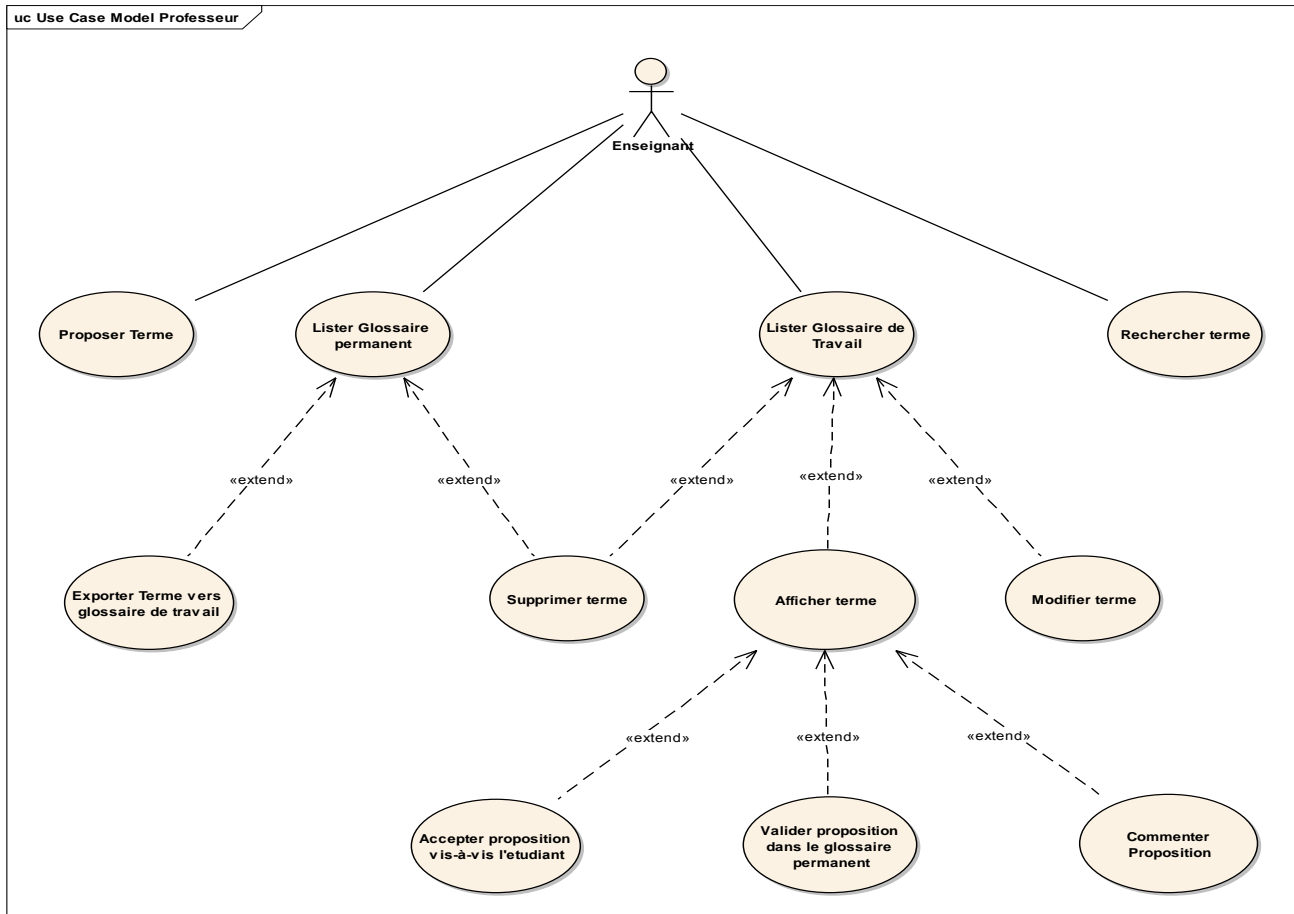 uc Use Case Model Professeur
Enseignant
Proposer Terme
Lister Glossaire
permanent
Lister Glossaire de
Travail
Rechercher terme
«extend»
«extend»
«extend»
«extend»
«extend»
Exporter Terme vers
glossaire de travail
Supprimer terme
Afficher terme
Modifier terme
«extend»
«extend»
«extend»
Accepter proposition
vis-à-vis l'etudiant
Valider proposition
dans le glossaire
permanent
Commenter
Proposition